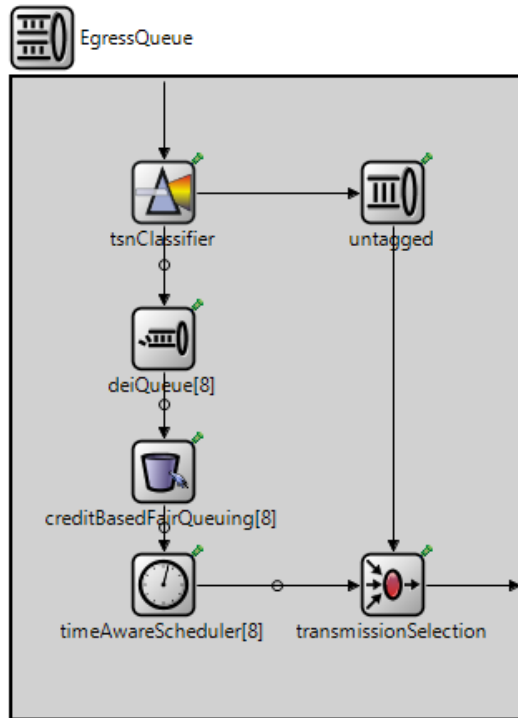 EgressQueue
tsnClassifier
untagged
deiQueue[8]
creditBasedFairQueuing[8]
timeAwareScheduler[8]
transmissionSelection